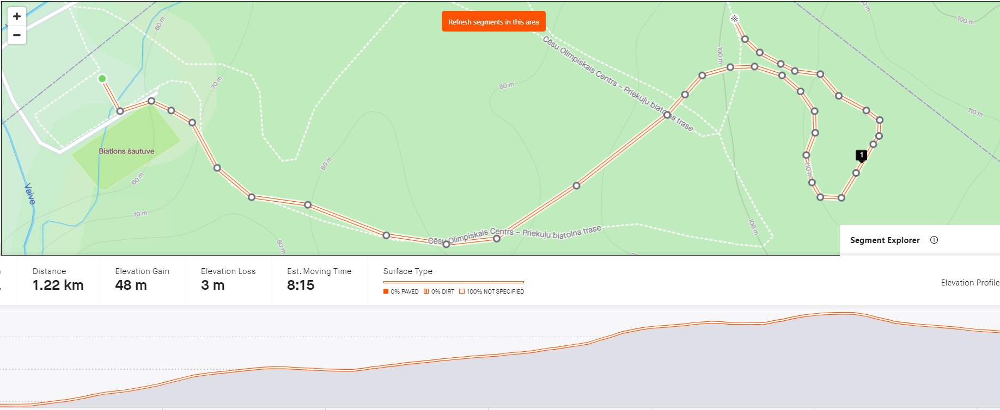 +
−
Refresh segments in this area
60 m
70 m
80 m
100 m
100 m
110 m
Cēsu Olimpiskais Centrs – Priekuļu biatolna trase
Biatlons šautuve
60 m
80 m
1
110 m
Vaive
70 m
80 m
100 m
Cēsu Olimpiskais Centrs – Priekuļu biatolna trase
Segment Explorer
Distance
1.22 km
Elevation Gain
48 m
Elevation Loss
3 m
Est. Moving Time
8:15
Surface Type
0% PAVED 0% DIRT 100% NOT SPECIFIED
Elevation Profile